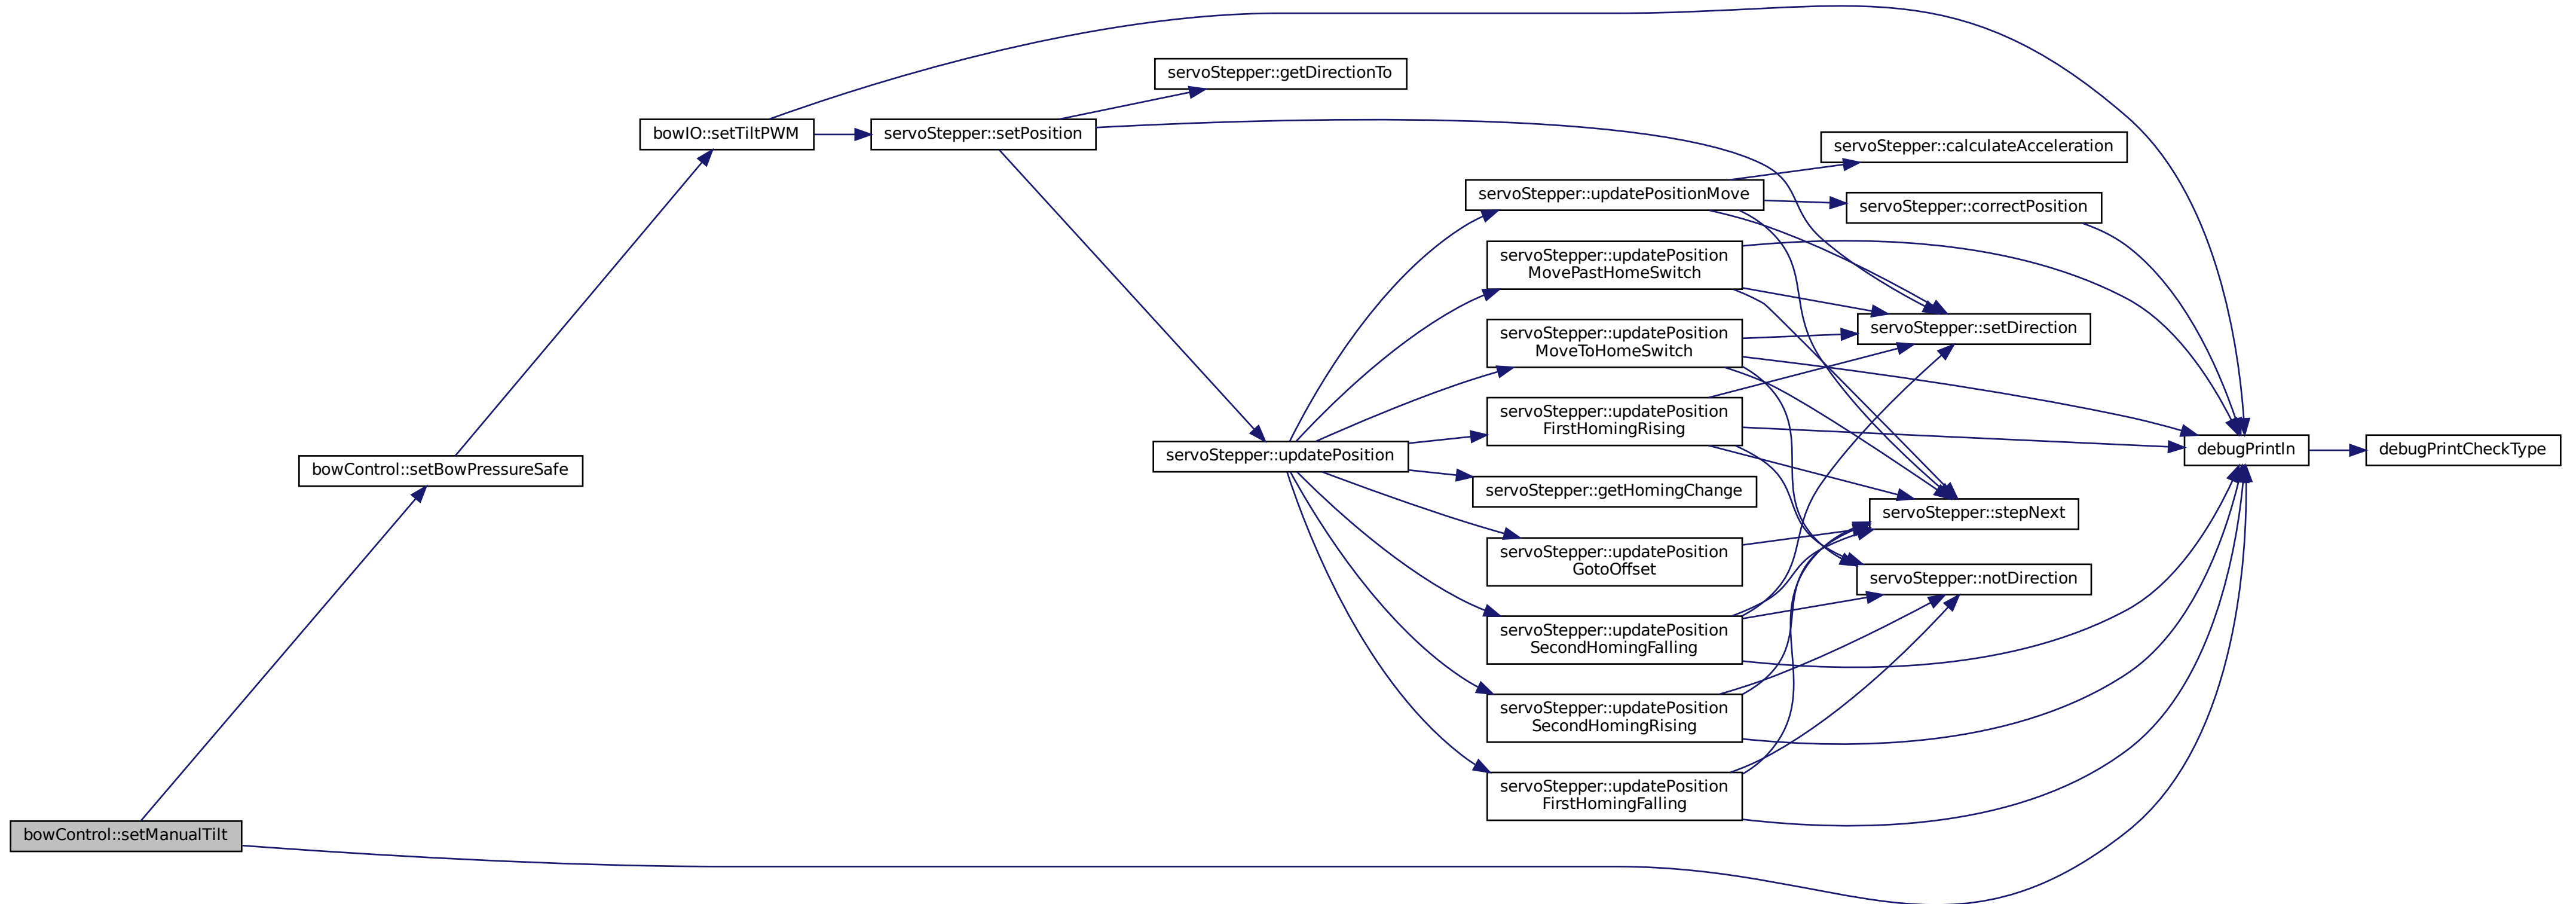 bowControl::setManualTilt
bowControl::setBowPressureSafe
bowIO::setTiltPWM
servoStepper::setPosition
servoStepper::getDirectionTo
servoStepper::updatePosition
servoStepper::updatePositionMove
servoStepper::updatePosition
MovePastHomeSwitch
servoStepper::updatePosition
MoveToHomeSwitch
servoStepper::updatePosition
FirstHomingRising
servoStepper::getHomingChange
servoStepper::updatePosition
GotoOffset
servoStepper::updatePosition
SecondHomingFalling
servoStepper::updatePosition
SecondHomingRising
servoStepper::updatePosition
FirstHomingFalling
servoStepper::calculateAcceleration
servoStepper::correctPosition
servoStepper::setDirection
servoStepper::stepNext
servoStepper::notDirection
debugPrintln
debugPrintCheckType